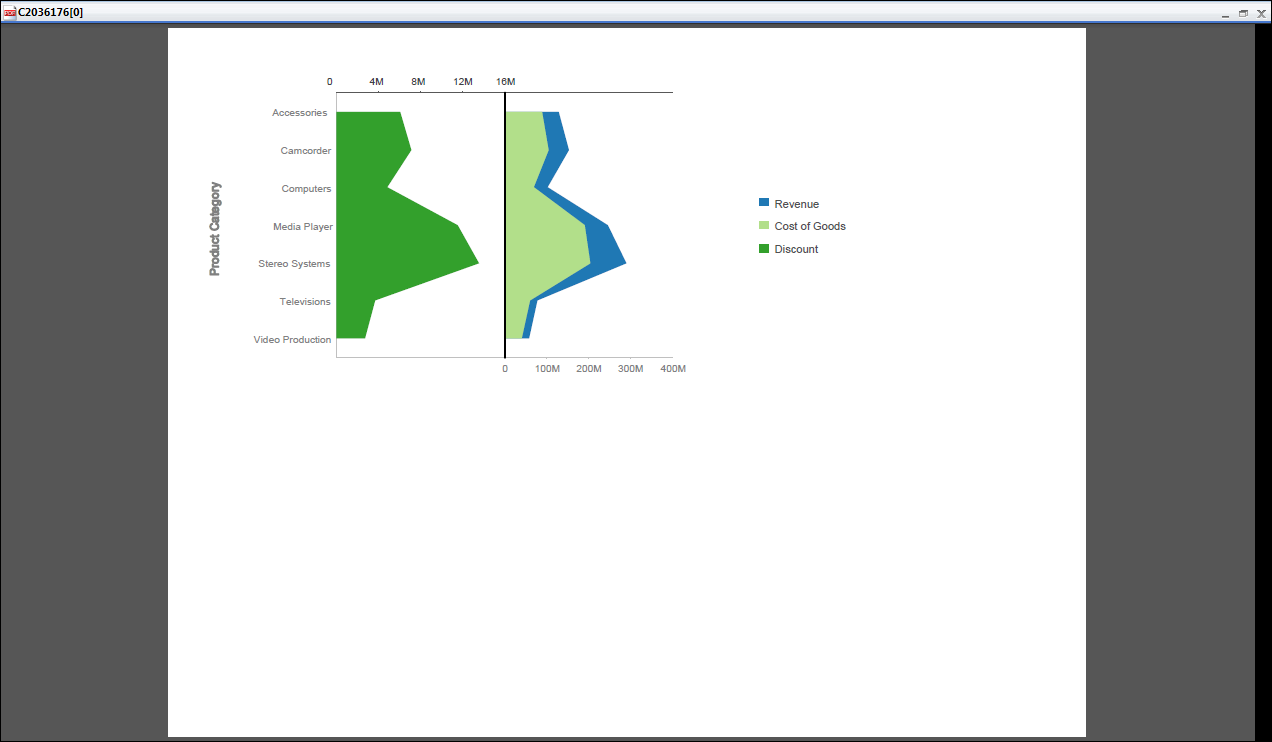 PDF
C2036176[0]
0 4M 8M 12M 16M
Product Category
Accessories
Camcorder
Computers
Media Player
Stereo Systems
Televisions
Video Production
0 100M 200M 300M 400M
Revenue
Cost of Goods
Discount